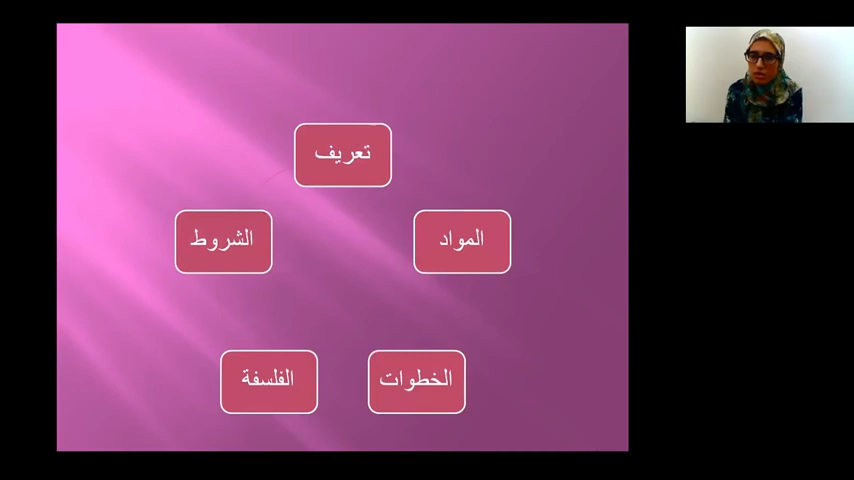 تعريف
المواد
الشروط
الخطوات
الفلسفة